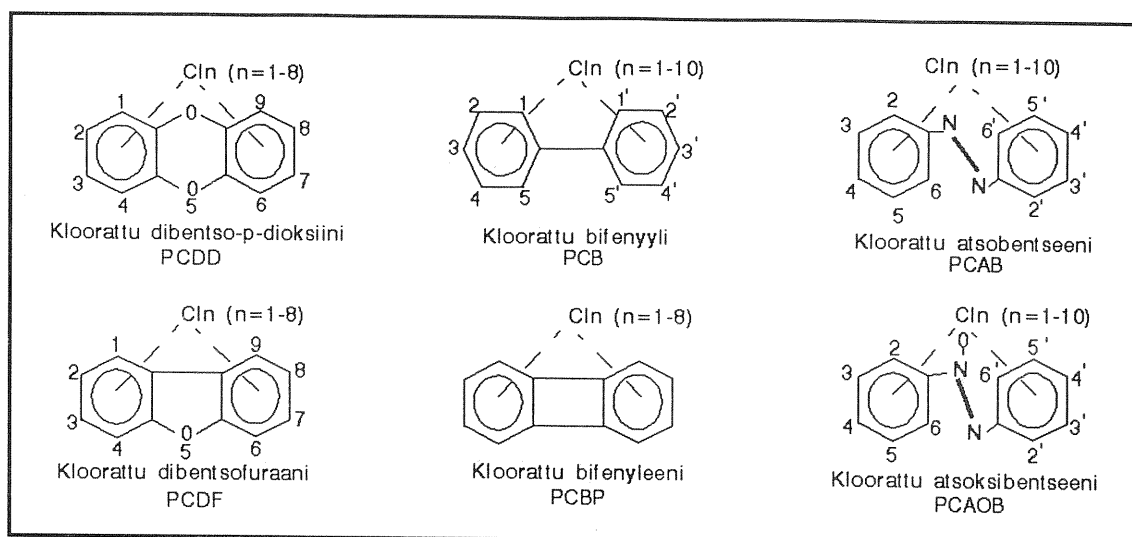 Cln (n=1-8)
1
9
2
O
8
3
O
7
4
5
6
Kloorattu dibentso-p-dioksiini
PCDD
Cln (n=1-10)
2
1
1'
2'
3
3'
4
5
5'
4'
Kloorattu bifenyyli
PCB
Cln (n=1-10)
2
N
6'
5'
3
4'
4
6
N
3'
5
2'
Kloorattu atsobentseeni
PCAB
Cln (n=1-8)
1
9
2
8
3
O
7
4
5
6
Kloorattu dibentsofuraani
PCDF
Cln (n=1-8)
Kloorattu bifenyleeni
PCBP
Cln (n=1-10)
O
2
N
6'
5'
3
4'
4
6
N
3'
5
2'
Kloorattu atsoksibentseeni
PCAOB